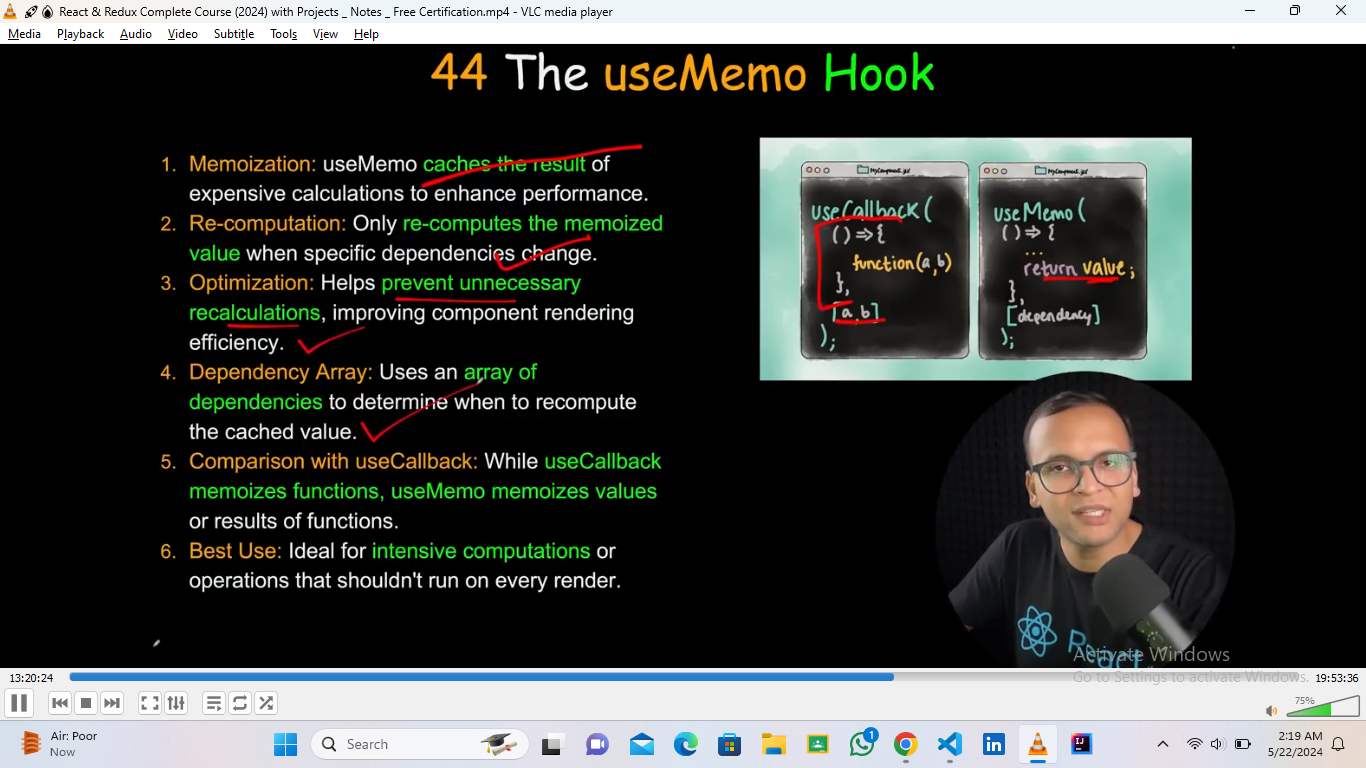 React & Redux Complete Course (2024) with Projects _ Notes _ Free Certification.mp4 - VLC media player
Media Playback Audio Video Subtitle Tools View Help
44 The useMemo Hook
1. Memoization: useMemo caches the result of
expensive calculations to enhance performance.
2. Re-computation: Only re-computes the memoized
value when specific dependencies change.
3. Optimization: Helps prevent unnecessary
recalculations, improving component rendering
efficiency.
4. Dependency Array: Uses an array of
dependencies to determine when to recompute
the cached value.
5. Comparison with useCallback: While useCallback
memoizes functions, useMemo memoizes values
or results of functions.
6. Best Use: Ideal for intensive computations or
operations that shouldn't run on every render.
MyComponent.jsx
useCallback(
() => {
function(a,b)
},
[a,b]
);
MyComponent.jsx
useMemo(
() => {
...
return value;
},
[dependency]
);
React
Activate Windows
Go to Settings to activate Windows.
13:20:24
19:53:36
75%
Air: Poor
Now
Search
1
IJ
2:19 AM
5/22/2024